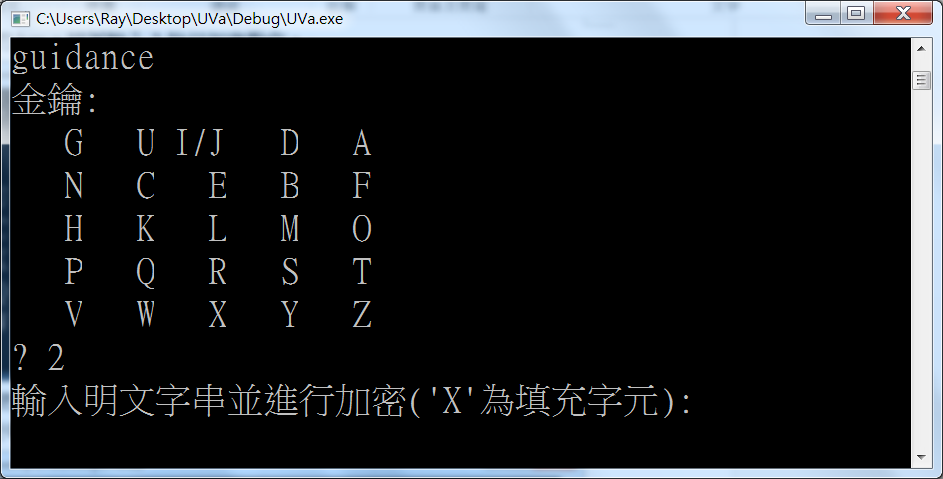 C:\Users\Ray\Desktop\UVa\Debug\UVa.exe
guidance
金鑰:
G U I/J D A
N C E B F
H K L M O
P Q R S T
V W X Y Z
? 2
輸入明文字串並進行加密('X'為填充字元):